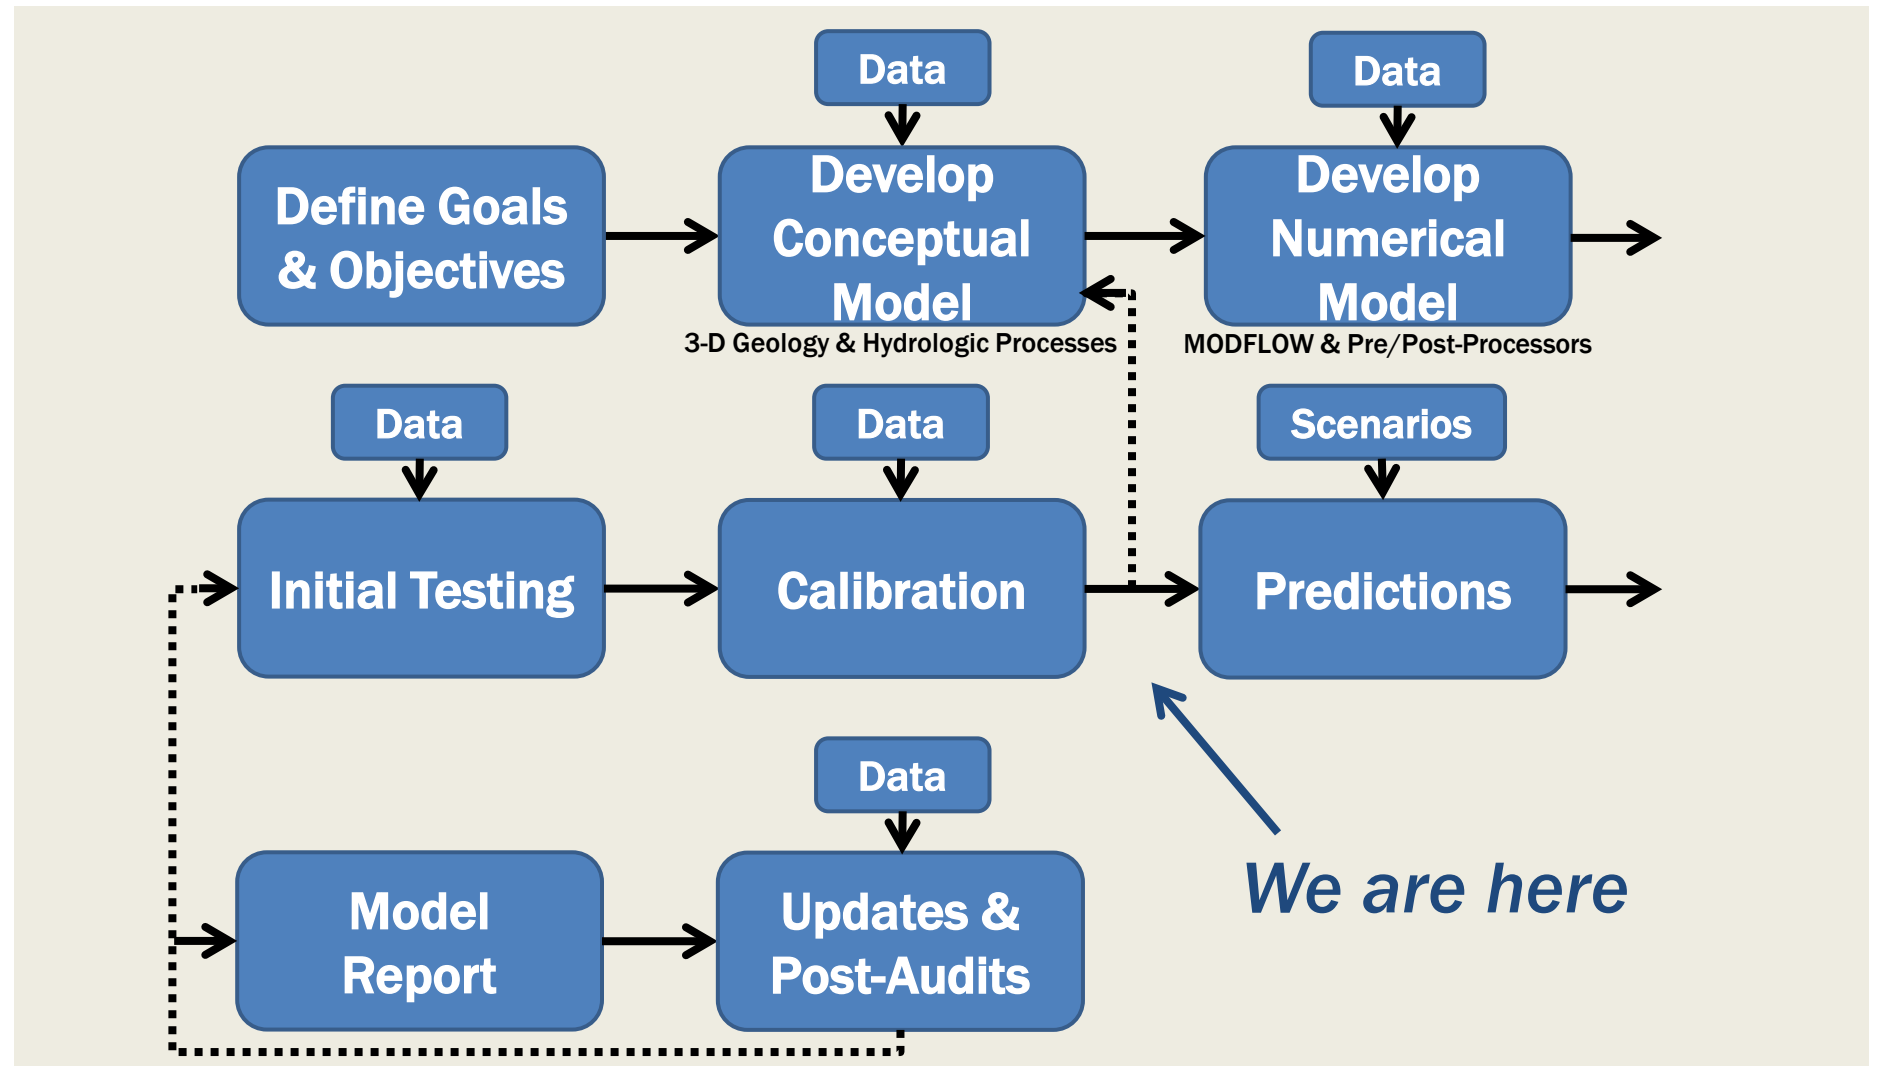 Data
Data
Define Goals
& Objectives
Develop
Conceptual
Model
Develop
Numerical
Model
3-D Geology & Hydrologic Processes
MODFLOW & Pre/Post-Processors
Data
Data
Scenarios
Initial Testing
Calibration
Predictions
Data
Model
Report
Updates &
Post-Audits
We are here